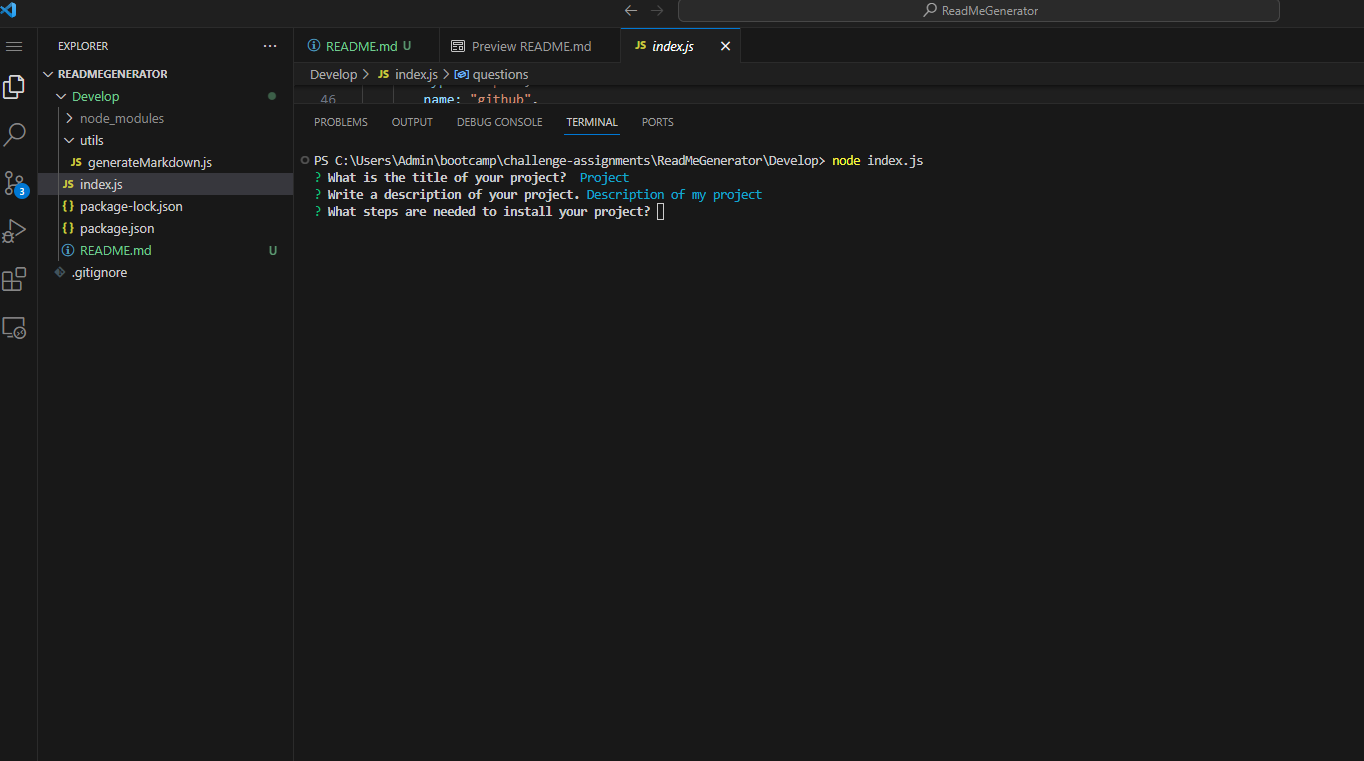 ReadMeGenerator
EXPLORER ...
README.md U
Preview README.md
JS index.js
READMEGENERATOR
Develop > JS index.js > questions
Develop
46 name: "github",
node_modules
utils
JS generateMarkdown.js
JS index.js
{} package-lock.json
{} package.json
README.md U
.gitignore
3
PROBLEMS OUTPUT DEBUG CONSOLE TERMINAL PORTS
PS C:\Users\Admin\bootcamp\challenge-assignments\ReadMeGenerator\Develop> node index.js
? What is the title of your project? Project
? Write a description of your project. Description of my project
? What steps are needed to install your project?